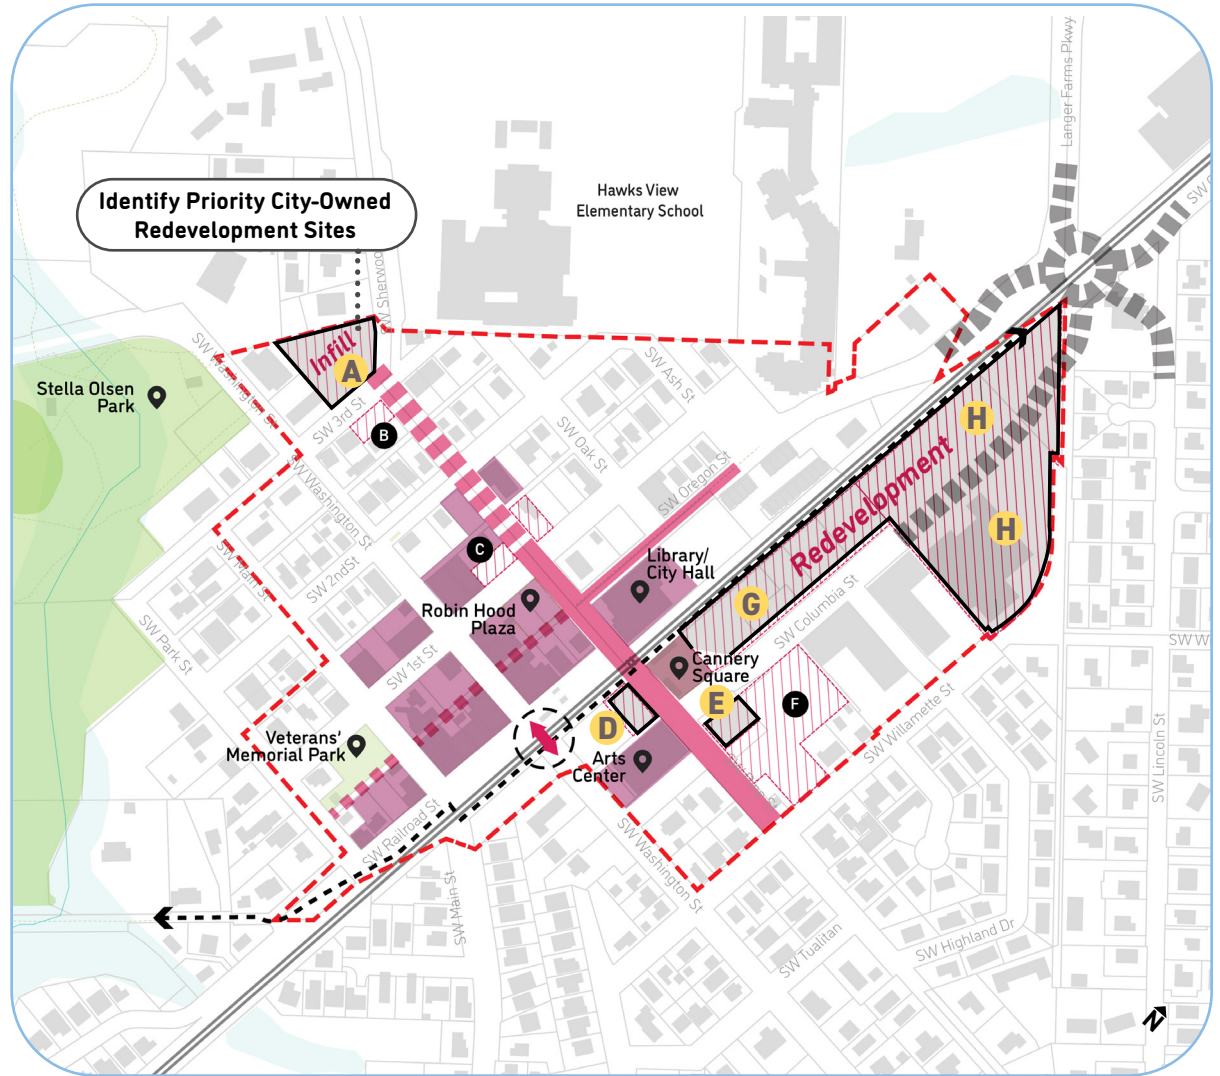 Langer Farms Pkwy
Hawks View
Elementary School
Identify Priority City-Owned
Redevelopment Sites
SW Sherwoo
SW Washington St
Infill
A
Stella Olsen
Park
SW 3rd St
B
SW Ash St
SW Oak St
SW Oregon St
H
Redevelopment
H
SW Washington St
SW 2ndSt
SW Main St
C
Library/
City Hall
Robin Hood
Plaza
G
SW Columbia St
SW Park St
SW 1st St
Cannery
Square
SW W
E
F
D
Veterans'
Memorial Park
Arts
Center
SW Willamette St
SW Lincoln St
SW Railroad St
SW Washington St
SW Main St
SW Tualitan
SW Highland Dr
N